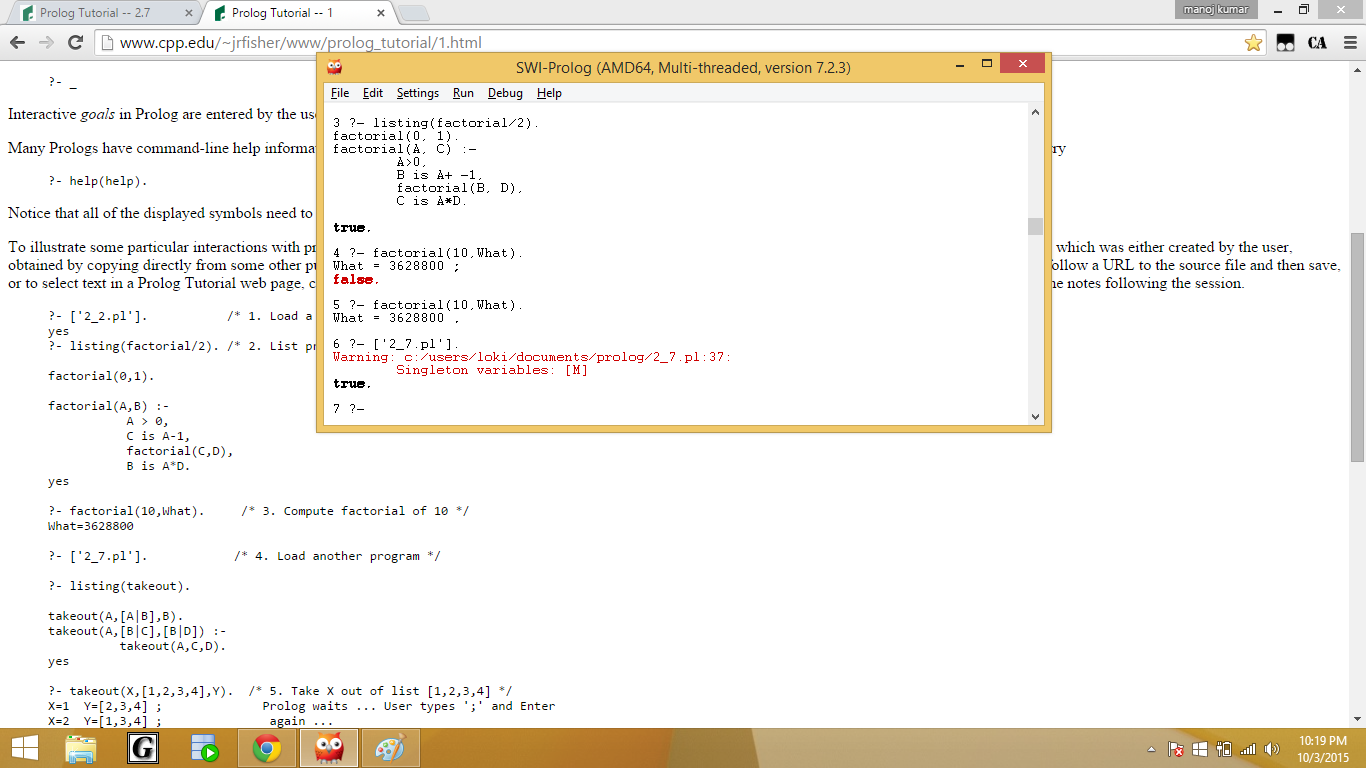 Prolog Tutorial -- 2.7
Prolog Tutorial -- 1
manoj kumar
www.cpp.edu/~jrfisher/www/prolog_tutorial/1.html
CA
?- _
Interactive goals in Prolog are entered by the
Many Prologs have command-line help
?- help(help).
Notice that all of the displayed symbols need to
To illustrate some particular interactions with
which was either created by the user,
obtained by copying directly from some other
follow a URL to the source file and then save,
or to select text in a Prolog Tutorial web page,
notes following the session.
?- ['2_2.pl']. /* 1. Load a
yes
?- listing(factorial/2). /* 2. List
factorial(0,1).
factorial(A,B) :-
A > 0,
C is A-1,
factorial(C,D),
B is A*D.
yes
?- factorial(10,What). /* 3. Compute factorial of 10 */
What=3628800
?- ['2_7.pl']. /* 4. Load another program */
?- listing(takeout).
takeout(A,[A|B],B).
takeout(A,[B|C],[B|D]) :-
takeout(A,C,D).
yes
?- takeout(X,[1,2,3,4],Y). /* 5. Take X out of list [1,2,3,4] */
X=1 Y=[2,3,4] ; Prolog waits ... User types ';' and Enter
X=2 Y=[1,3,4] ; again ...
SWI-Prolog (AMD64, Multi-threaded, version 7.2.3)
File Edit Settings Run Debug Help
3 ?- listing(factorial/2).
factorial(0, 1).
factorial(A, C) :-
A>0,
B is A+ -1,
factorial(B, D),
C is A*D.
true.
4 ?- factorial(10,What).
What = 3628800 ;
false.
5 ?- factorial(10,What).
What = 3628800 .
6 ?- ['2_7.pl'].
Warning: c:/users/loki/documents/prolog/2_7.pl:37:
Singleton variables: [M]
true.
7 ?-
G
10:19 PM
10/3/2015